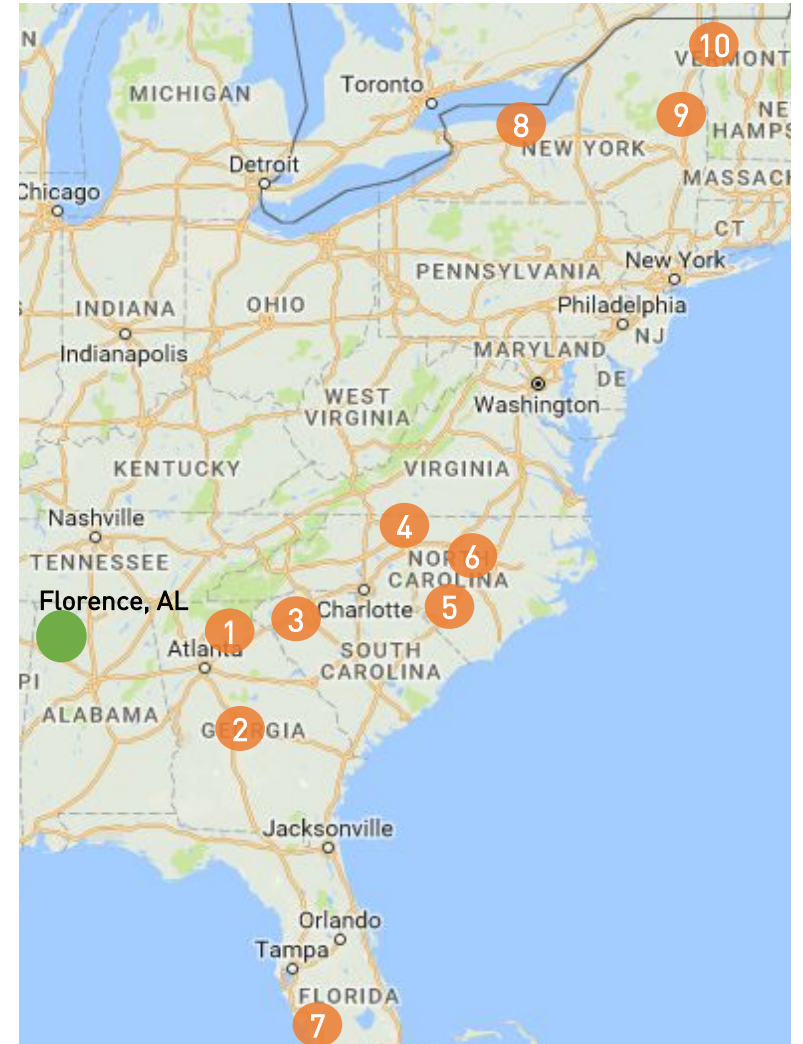 N
10
VERMONT
Toronto
MICHIGAN
9
NE
HAMPS
8
NEW YORK
Detroit
MASSACH
Chicago
CT
New York
PENNSYLVANIA
INDIANA
OHIO
Philadelphia
S
NJ
Indianapolis
MARYLAND
DE
WEST
VIRGINIA
Washington
KENTUCKY
VIRGINIA
Nashville
4
TENNESSEE
NORTH
6
CAROLINA
Florence, AL
5
Charlotte
3
1
Atlanta
SOUTH
CAROLINA
PI
ALABAMA
GEORGIA
2
Jacksonville
Orlando
Tampa
FLORIDA
7